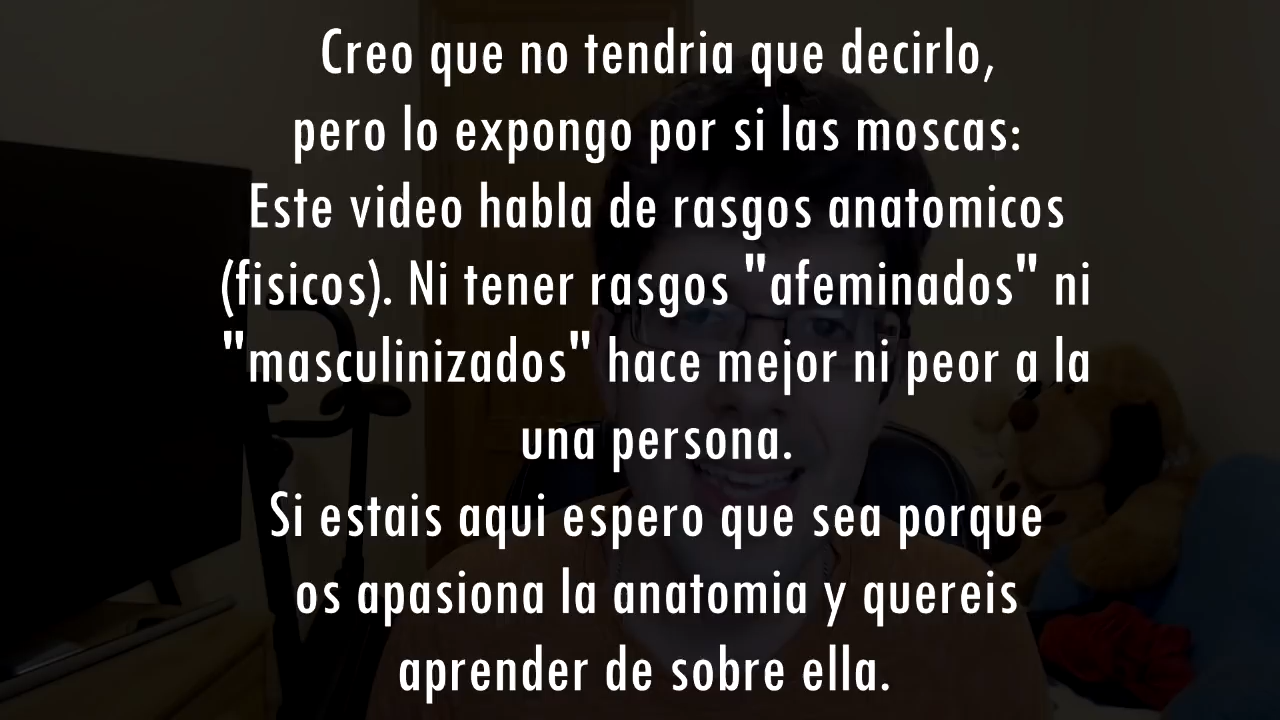 Creo que no tendria que decirlo,
pero lo expongo por si las moscas:
Este video habla de rasgos anatomicos
(fisicos). Ni tener rasgos "afeminados" ni
"masculinizados" hace mejor ni peor a la
una persona.
Si estais aqui espero que sea porque
os apasiona la anatomia y quereis
aprender de sobre ella.